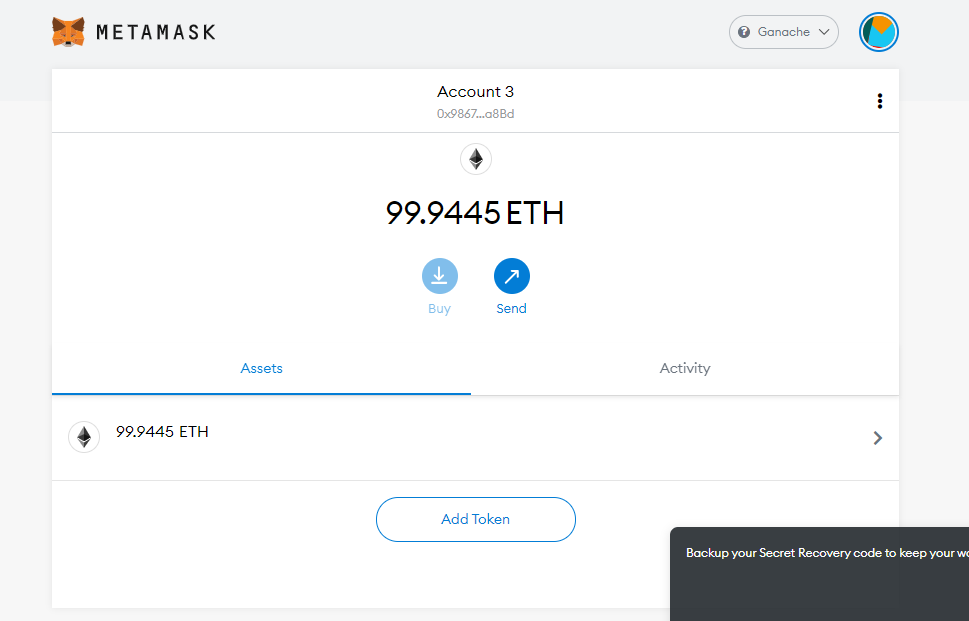 METAMASK
Ganache
Account 3
0x9867...a8Bd
99.9445 ETH
Buy
Send
Assets
Activity
99.9445 ETH
Add Token
Backup your Secret Recovery code to keep your